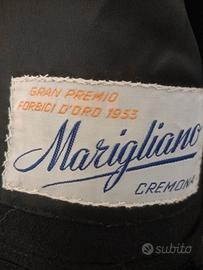 GRAN PREMIO
FORBICI D'ORO 1953
Marigliano
CREMONA
subito